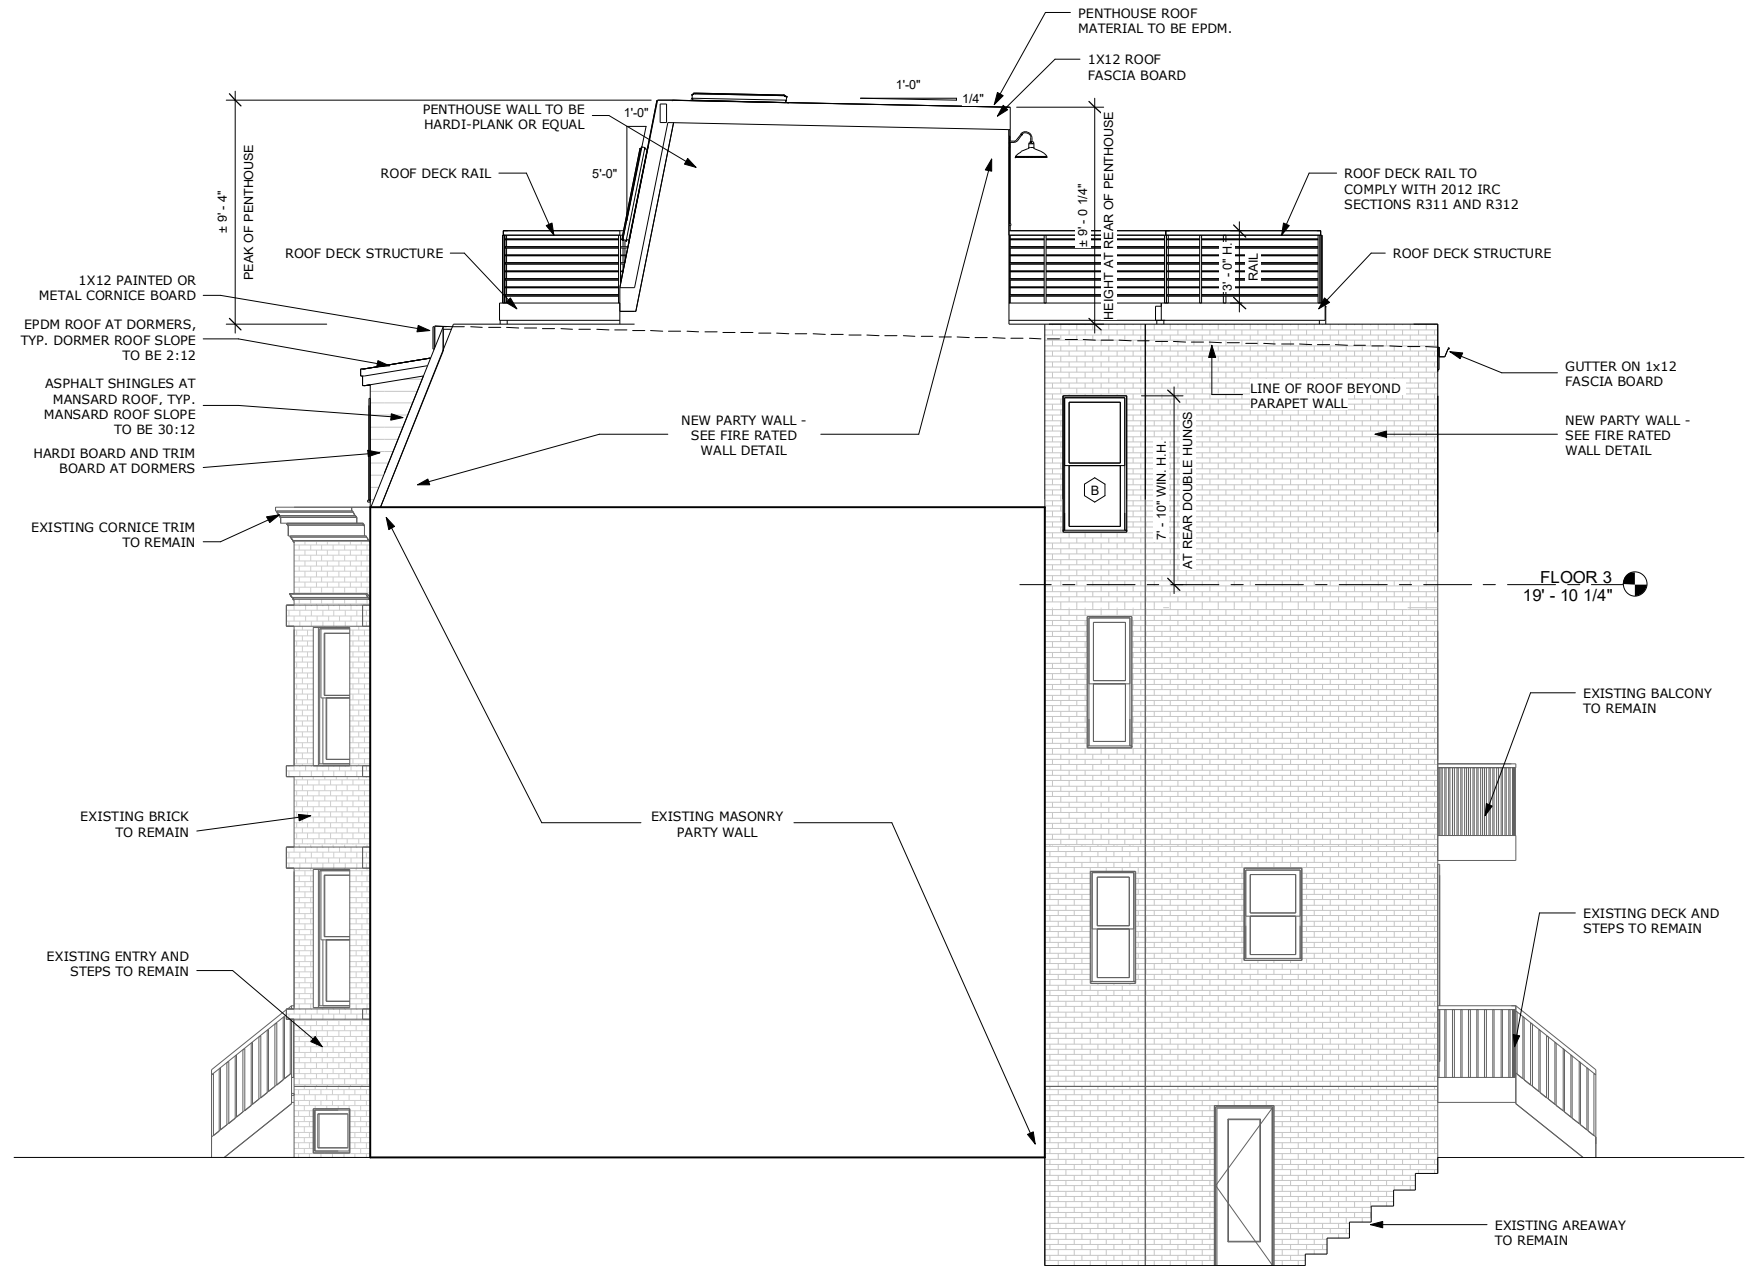 PENTHOUSE ROOF
MATERIAL TO BE EPDM.
1X12 ROOF
FASCIA BOARD
1'-0"
1/4"
PENTHOUSE WALL TO BE
HARDI-PLANK OR EQUAL
1'-0"
5'-0"
± 9' - 4"
PEAK OF PENTHOUSE
± 9' - 0 1/4"
HEIGHT AT REAR OF PENTHOUSE
ROOF DECK RAIL
ROOF DECK RAIL TO
COMPLY WITH 2012 IRC
SECTIONS R311 AND R312
ROOF DECK STRUCTURE
3' - 0" H.
RAIL
ROOF DECK STRUCTURE
1X12 PAINTED OR
METAL CORNICE BOARD
EPDM ROOF AT DORMERS,
TYP. DORMER ROOF SLOPE
TO BE 2:12
ASPHALT SHINGLES AT
MANSARD ROOF, TYP.
MANSARD ROOF SLOPE
TO BE 30:12
HARDI BOARD AND TRIM
BOARD AT DORMERS
EXISTING CORNICE TRIM
TO REMAIN
NEW PARTY WALL -
SEE FIRE RATED
WALL DETAIL
LINE OF ROOF BEYOND
PARAPET WALL
GUTTER ON 1x12
FASCIA BOARD
NEW PARTY WALL -
SEE FIRE RATED
WALL DETAIL
B
7' - 10" WIN. H.H.
AT REAR DOUBLE HUNGS
FLOOR 3
19' - 10 1/4"
EXISTING BALCONY
TO REMAIN
EXISTING BRICK
TO REMAIN
EXISTING MASONRY
PARTY WALL
EXISTING DECK AND
STEPS TO REMAIN
EXISTING ENTRY AND
STEPS TO REMAIN
EXISTING AREAWAY
TO REMAIN